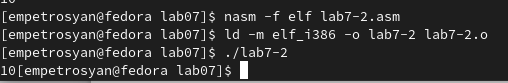 [empetrosyan@fedora lab07]$ nasm -f elf lab7-2.asm
[empetrosyan@fedora lab07]$ ld -m elf_i386 -o lab7-2 lab7-2.o
[empetrosyan@fedora lab07]$ ./lab7-2
10[empetrosyan@fedora lab07]$